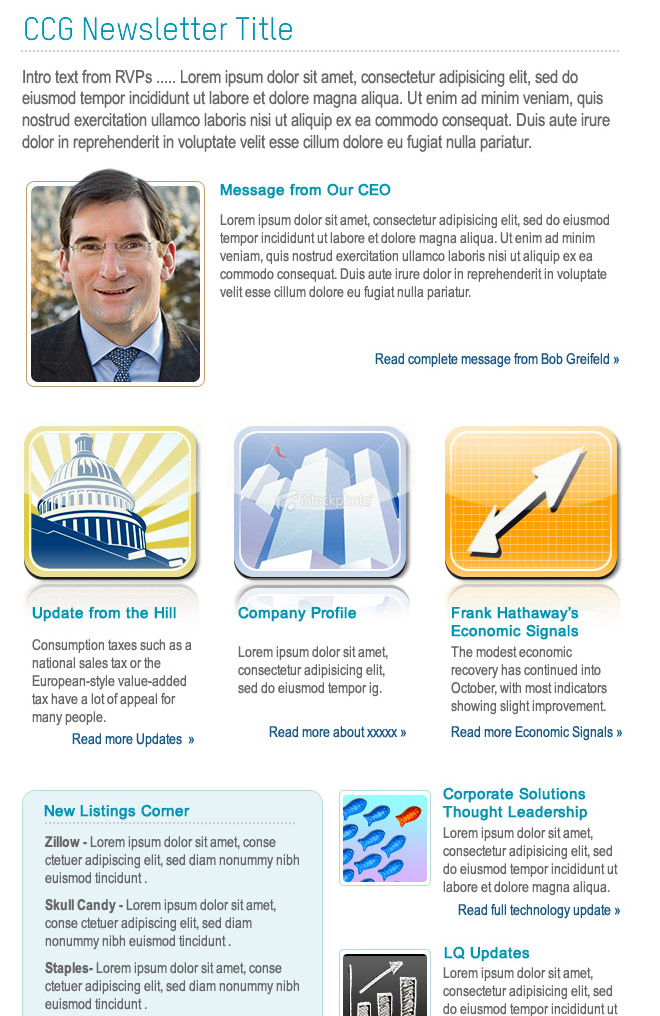 CCG Newsletter Title
Intro text from RVPs ..... Lorem ipsum dolor sit amet, consectetur adipisicing elit, sed do
eiusmod tempor incididunt ut labore et dolore magna aliqua. Ut enim ad minim veniam, quis
nostrud exercitation ullamco laboris nisi ut aliquip ex ea commodo consequat. Duis aute irure
dolor in reprehenderit in voluptate velit esse cillum dolore eu fugiat nulla pariatur.
Message from Our CEO
Lorem ipsum dolor sit amet, consectetur adipisicing elit, sed do eiusmod
tempor incididunt ut labore et dolore magna aliqua. Ut enim ad minim
veniam, quis nostrud exercitation ullamco laboris nisi ut aliquip ex ea
commodo consequat. Duis aute irure dolor in reprehenderit in voluptate
velit esse cillum dolore eu fugiat nulla pariatur.
Read complete message from Bob Greifeld »
iStockphoto
Update from the Hill
Consumption taxes such as a
national sales tax or the
European-style value-added
tax have a lot of appeal for
many people.
Read more Updates »
Company Profile
Lorem ipsum dolor sit amet,
consectetur adipisicing elit,
sed do eiusmod tempor ig.
Read more about xxxxx »
Frank Hathaway's
Economic Signals
The modest economic
recovery has continued into
October, with most indicators
showing slight improvement.
Read more Economic Signals »
New Listings Corner
Zillow - Lorem ipsum dolor sit amet, conse
ctetuer adipiscing elit, sed diam nonummy nibh
euismod tincidunt .
Skull Candy - Lorem ipsum dolor sit amet,
conse ctetuer adipiscing elit, sed diam
nonummy nibh euismod tincidunt .
Staples- Lorem ipsum dolor sit amet, conse
ctetuer adipiscing elit, sed diam nonummy nibh
euismod tincidunt .
Corporate Solutions
Thought Leadership
Lorem ipsum dolor sit amet,
consectetur adipisicing elit, sed
do eiusmod tempor incididunt ut
labore et dolore magna aliqua.
Read full technology update »
LQ Updates
Lorem ipsum dolor sit amet,
consectetur adipisicing elit, sed
do eiusmod tempor incididunt ut